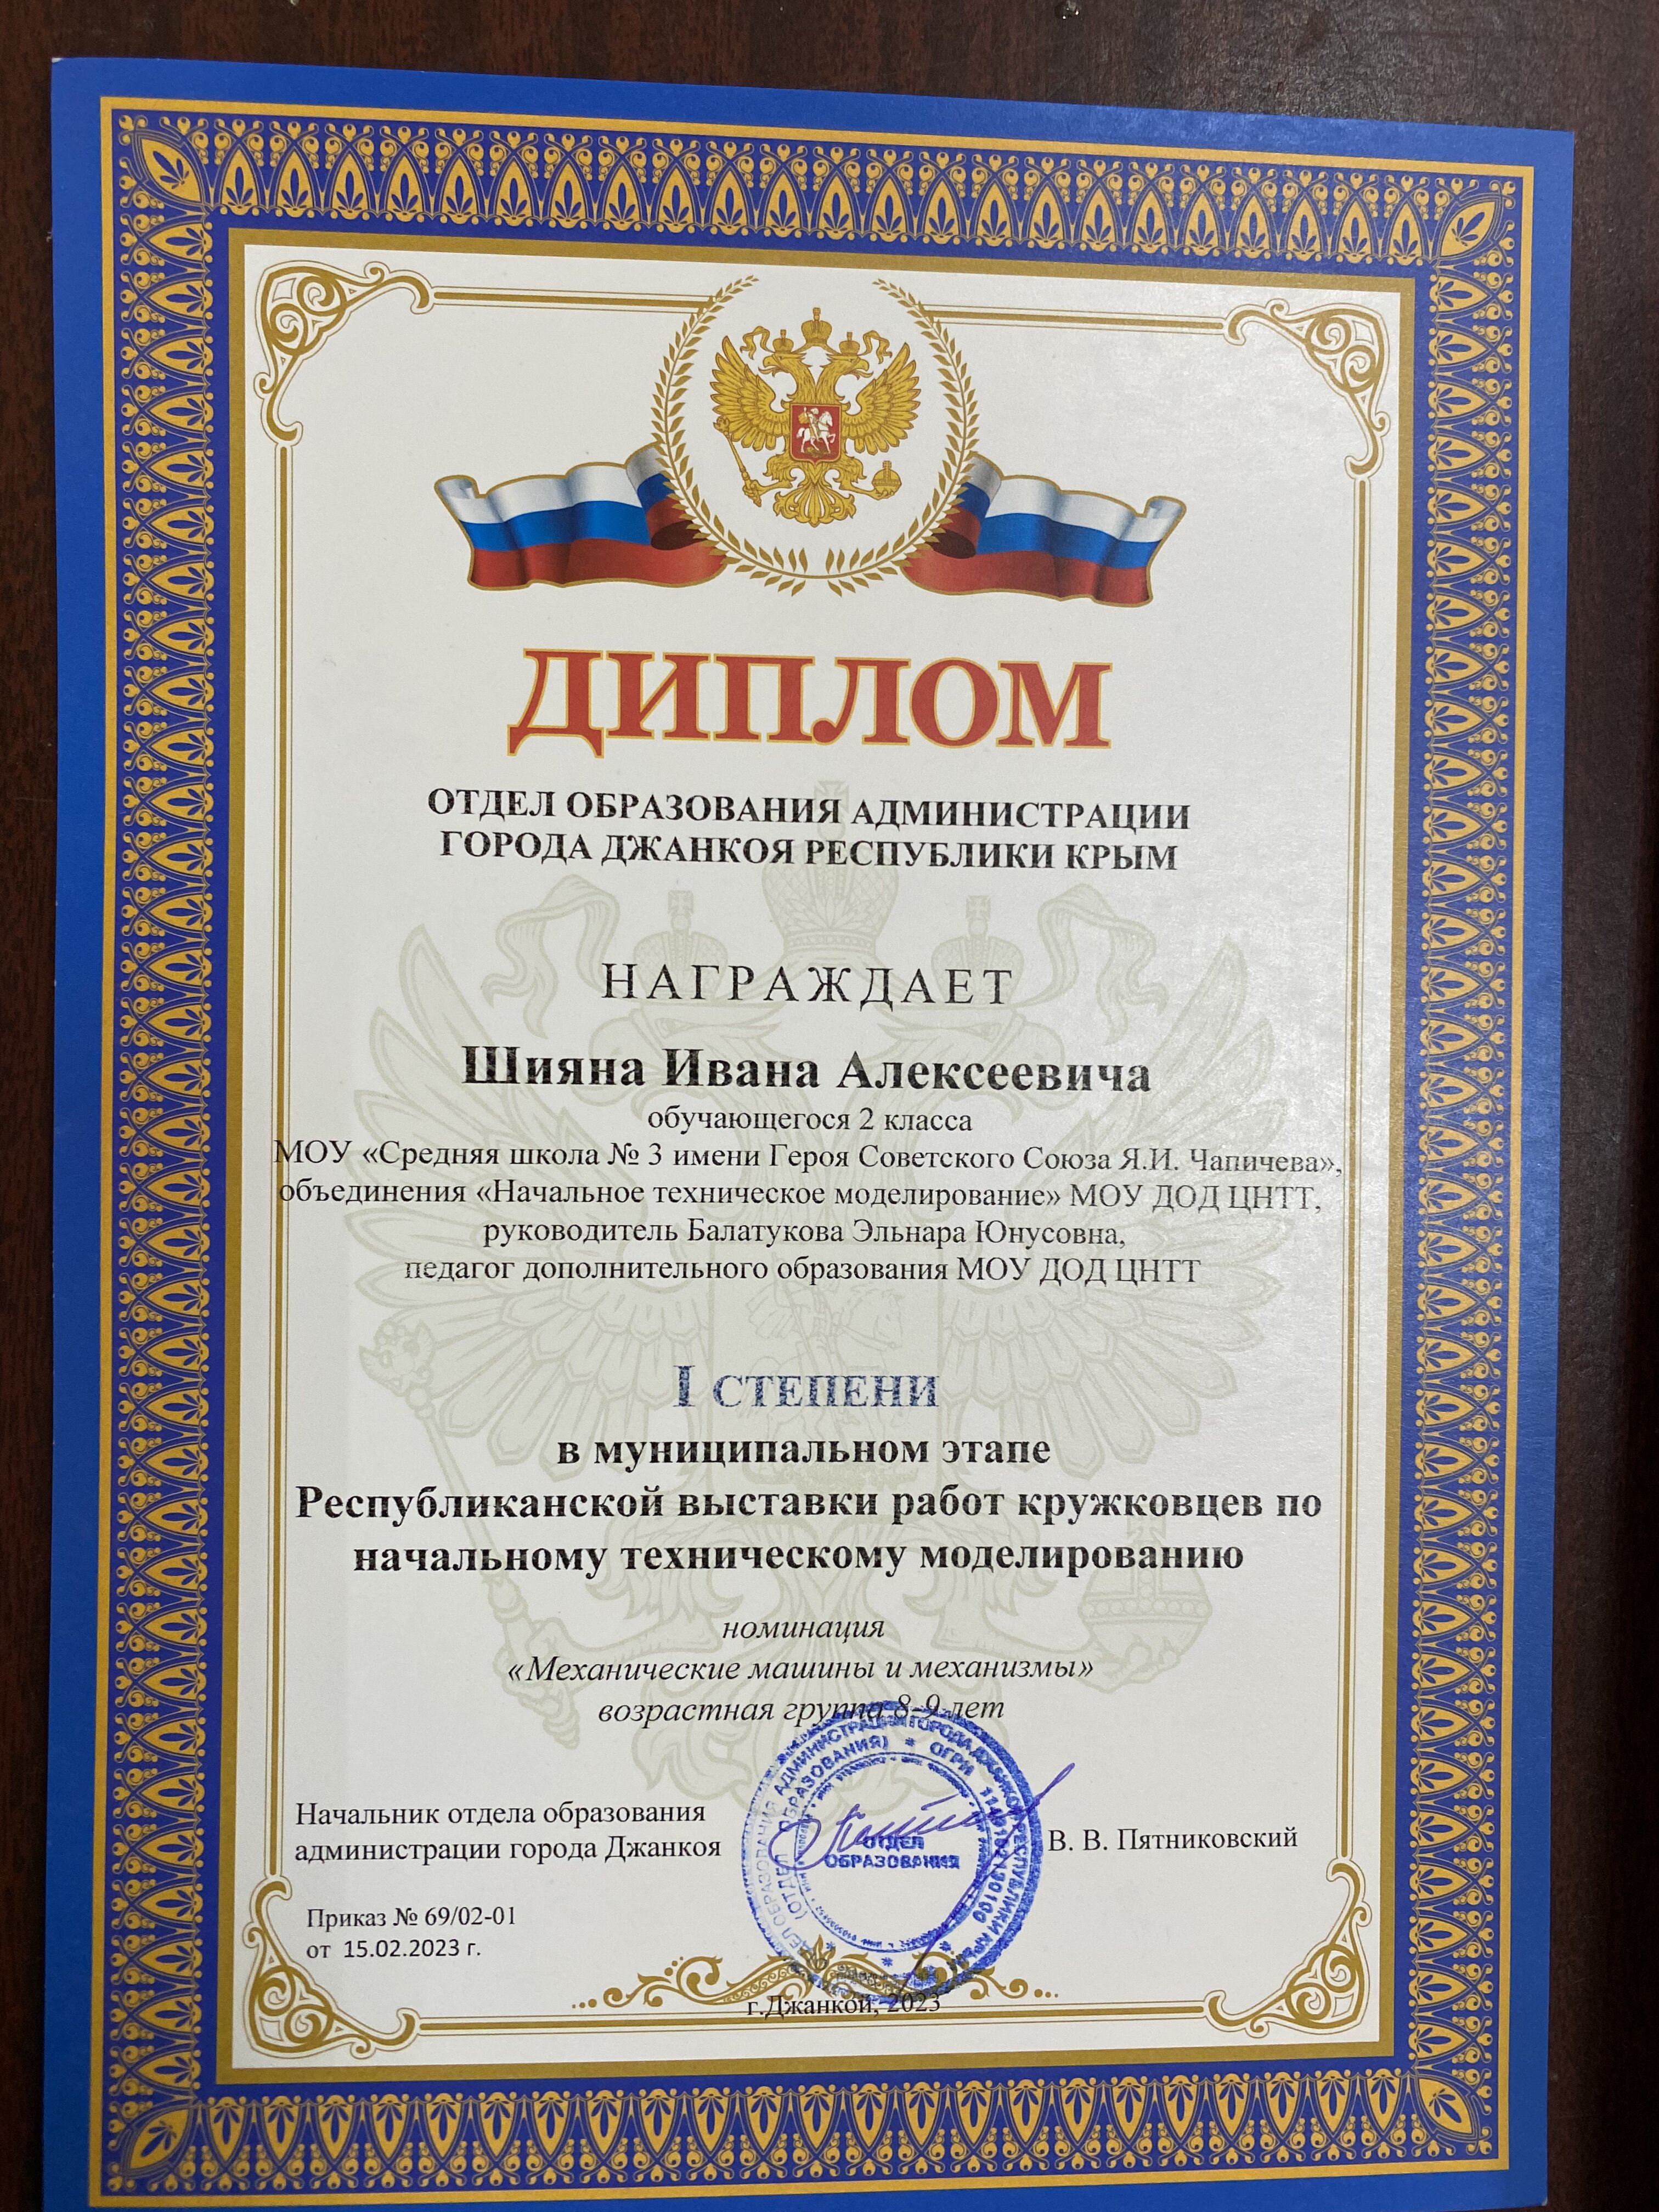 ДИПЛОМ
ОТДЕЛ ОБРАЗОВАНИЯ АДМИНИСТРАЦИИ
ГОРОДА ДЖАНКОЯ РЕСПУБЛИКИ КРЫМ
НАГРАЖДАЕТ
Шияна Ивана Алексеевича
обучающегося 2 класса
МОУ «Средняя школа № 3 имени Героя Советского Союза Я.И. Чапичева»,
объединения «Начальное техническое моделирование» МОУ ДОД ЦНТТ,
руководитель Балатукова Эльнара Юнусовна,
педагог дополнительного образования МОУ ДОД ЦНТТ
I СТЕПЕНИ
в муниципальном этапе
Республиканской выставки работ кружковцев по
начальному техническому моделированию
номинация
«Механические машины и механизмы»
возрастная группа 8-9 лет
Начальник отдела образования
администрации города Джанкоя
В. В. Пятниковский
ОТДЕЛ
ОБРАЗОВАНИЯ
Приказ № 69/02-01
от 15.02.2023 г.
г.Джанкой, 2023